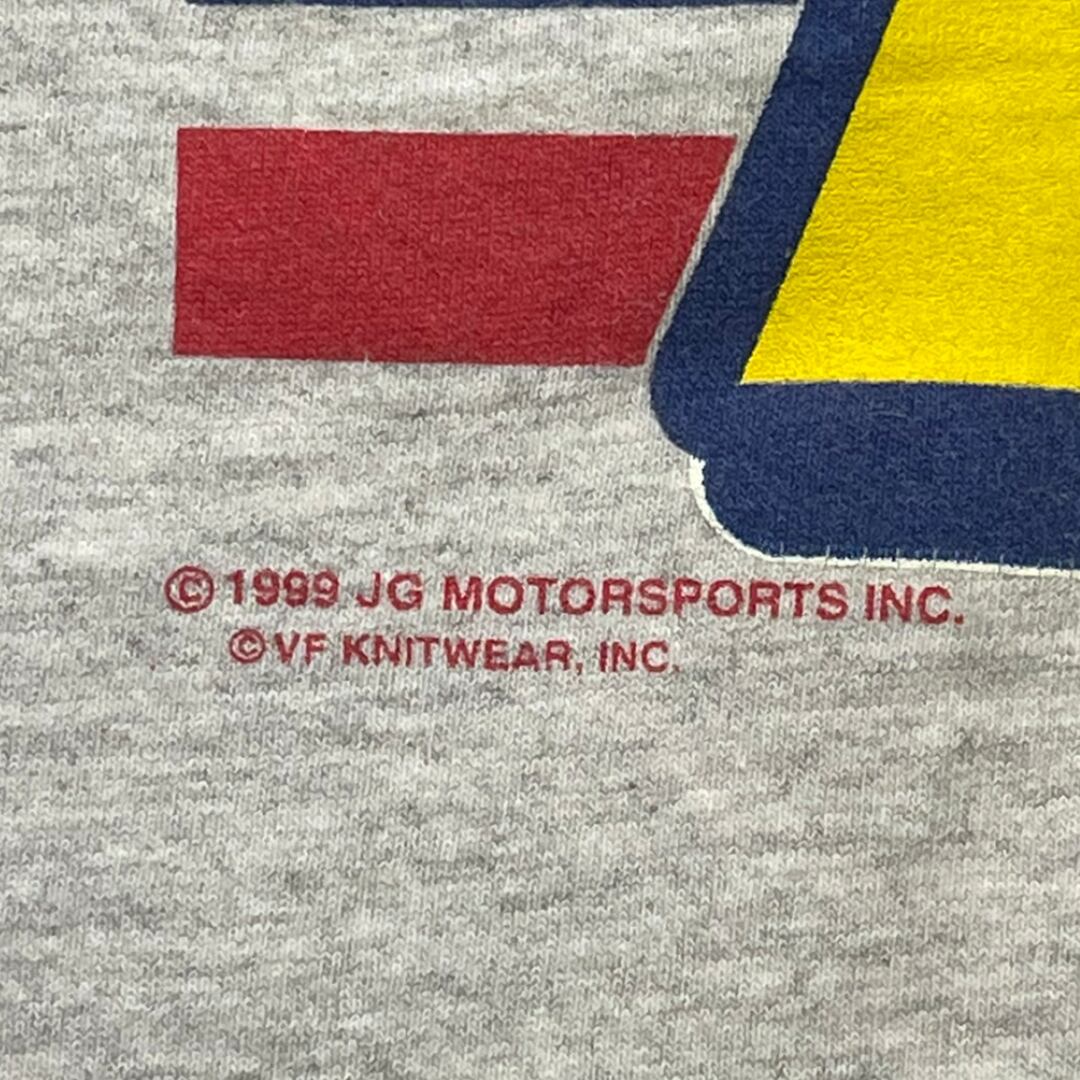 © 1999 JG MOTORSPORTS INC.
© VF KNITWEAR, INC.